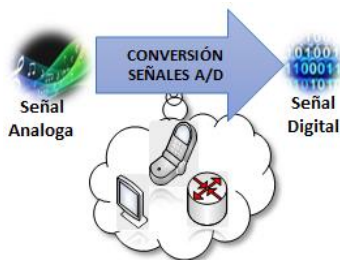 CONVERSIÓN
SEÑALES A/D
Señal
Analoga
Señal
Digital